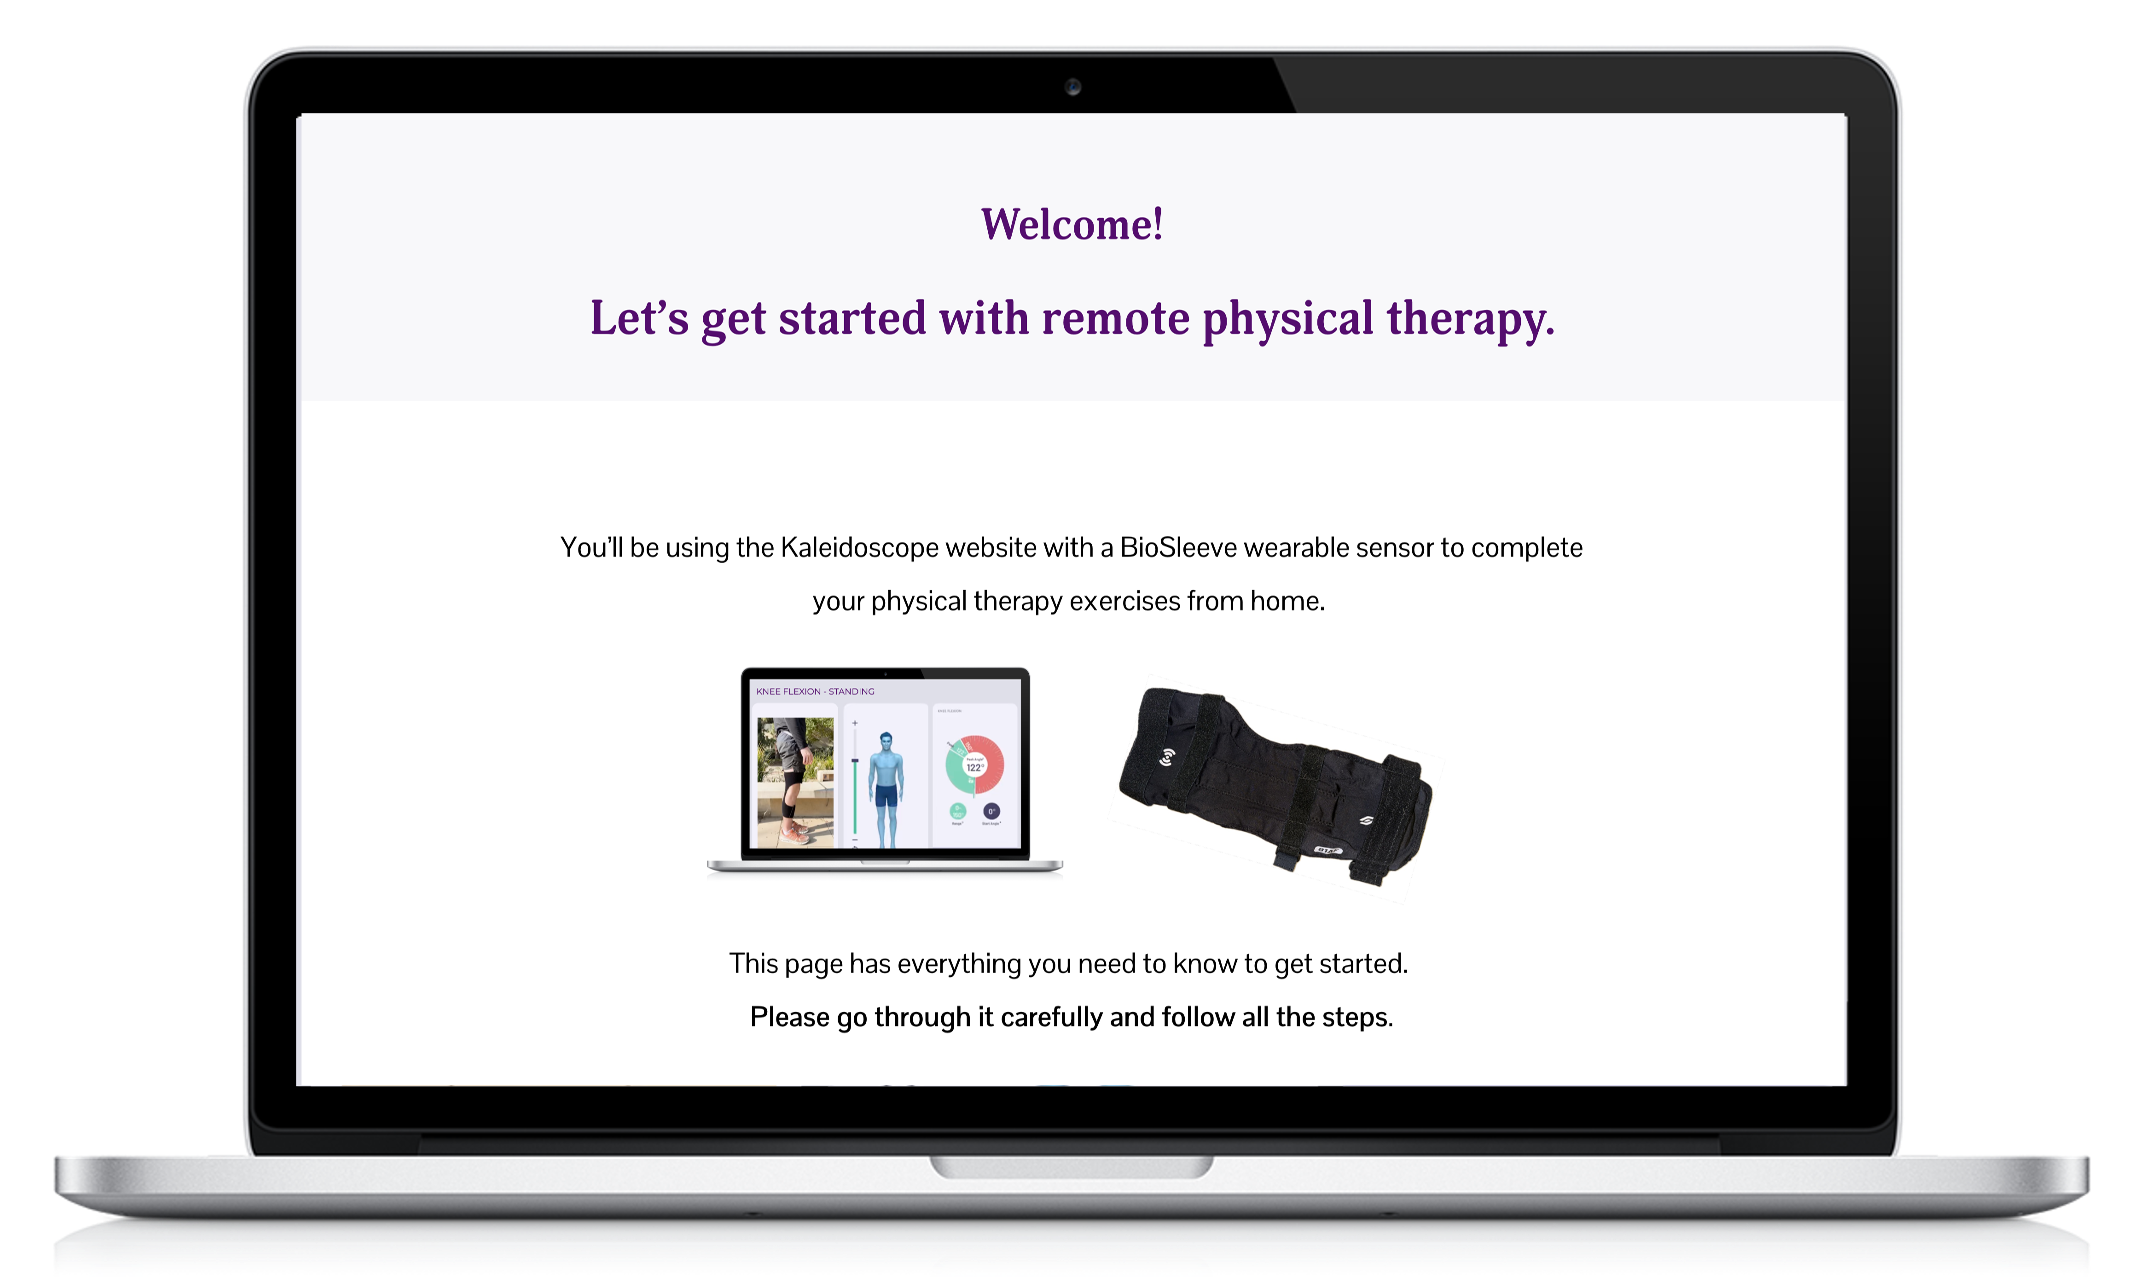 Welcome!
Let’s get started with remote physical therapy.
You’ll be using the Kaleidoscope website with a BioSleeve wearable sensor to complete
your physical therapy exercises from home.
KNEE FLEXION - STANDING
KNEE FLEXION
122°
0°
This page has everything you need to know to get started.
Please go through it carefully and follow all the steps.